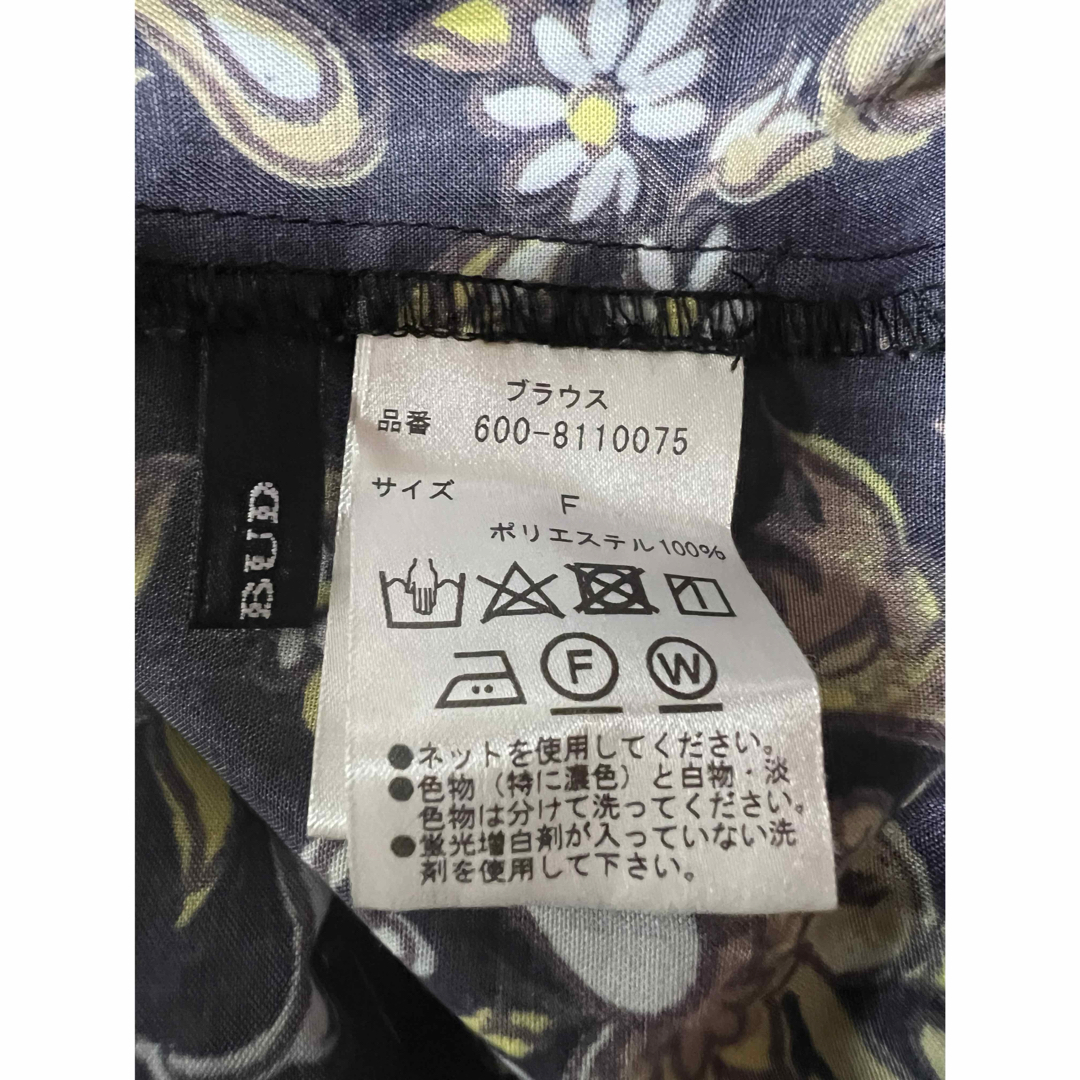 BUD
ブラウス
品番 600-8110075
サイズ F
ポリエステル100%
F W
●ネットを使用してください。
●色物(特に濃色)と白物・淡
色物は分けて洗ってください。
●蛍光増白剤が入っていない洗
剤を使用して下さい。